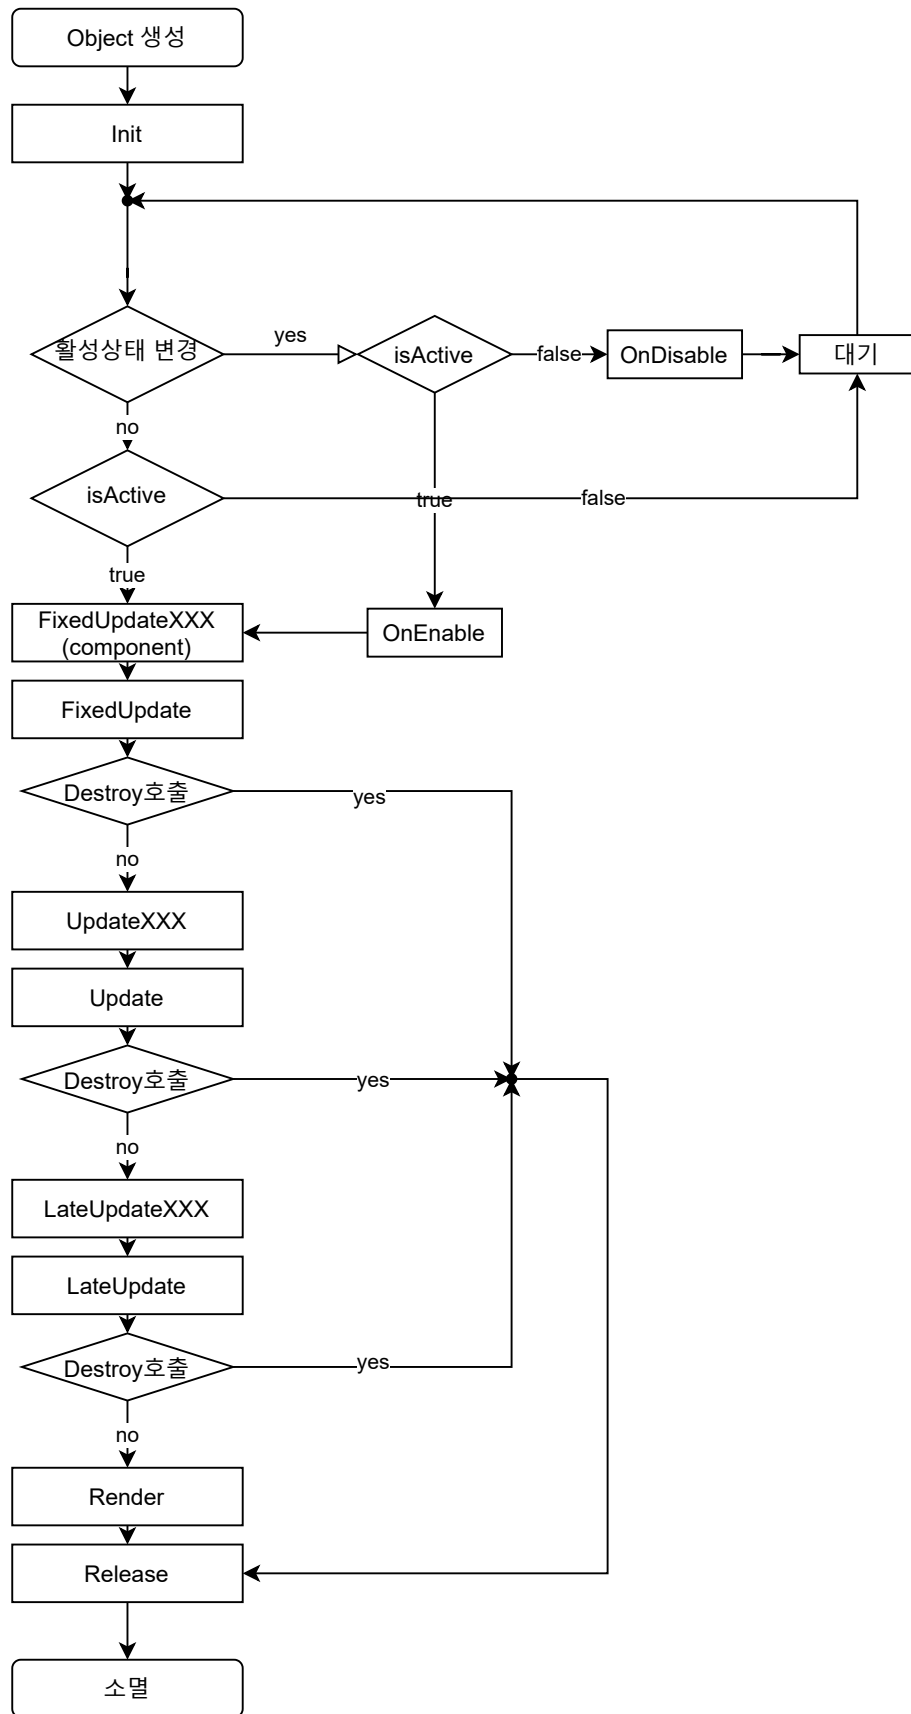 Object 생성
Init
활성상태 변경
yes
isActive
false
OnDisable
대기
no
isActive
true
false
true
FixedUpdateXXX
(component)
OnEnable
FixedUpdate
Destroy호출
yes
no
UpdateXXX
Update
Destroy호출
yes
no
LateUpdateXXX
LateUpdate
Destroy호출
yes
no
Render
Release
소멸